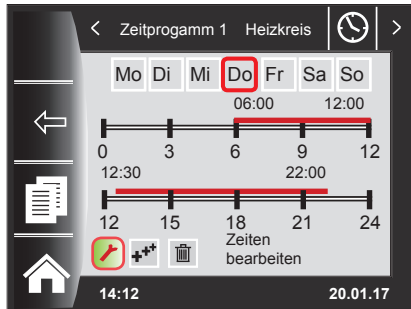 Zeitprogamm 1 Heizkreis
Mo Di Mi Do Fr Sa So
06:00 12:00
0 3 6 9 12
12:30 22:00
12 15 18 21 24
Zeiten
bearbeiten
14:12 20.01.17